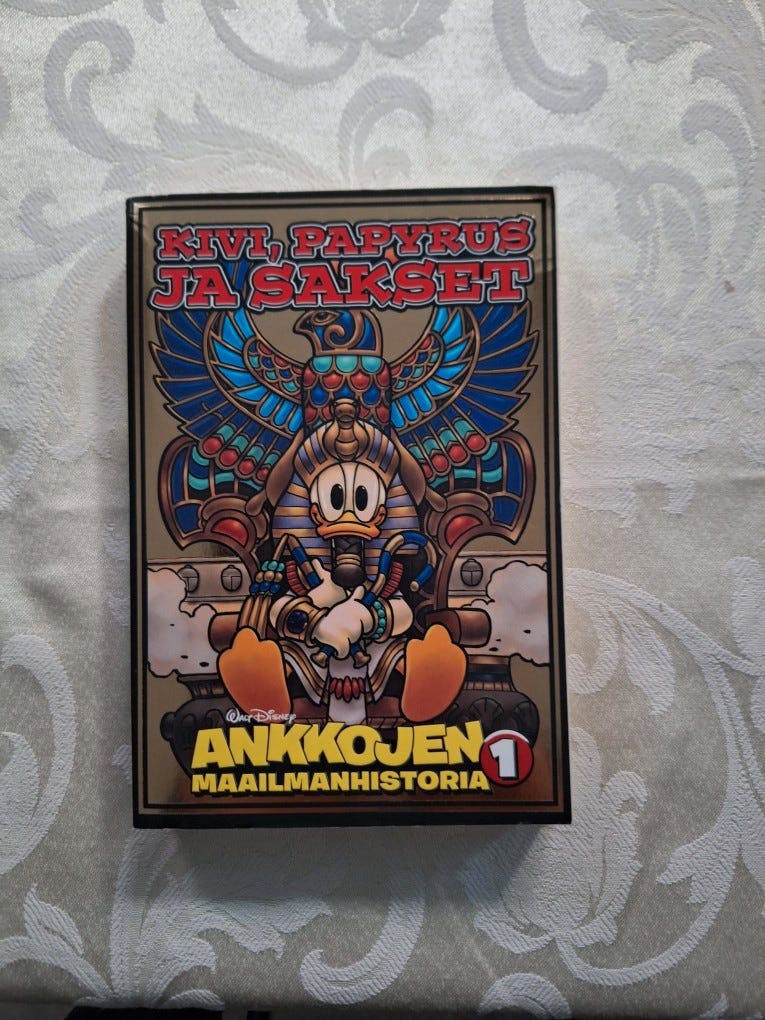 KIVI, PAPYRUS
JA SAKSET
WALT DISNEY
ANKKOJEN
MAAILMANHISTORIA
1